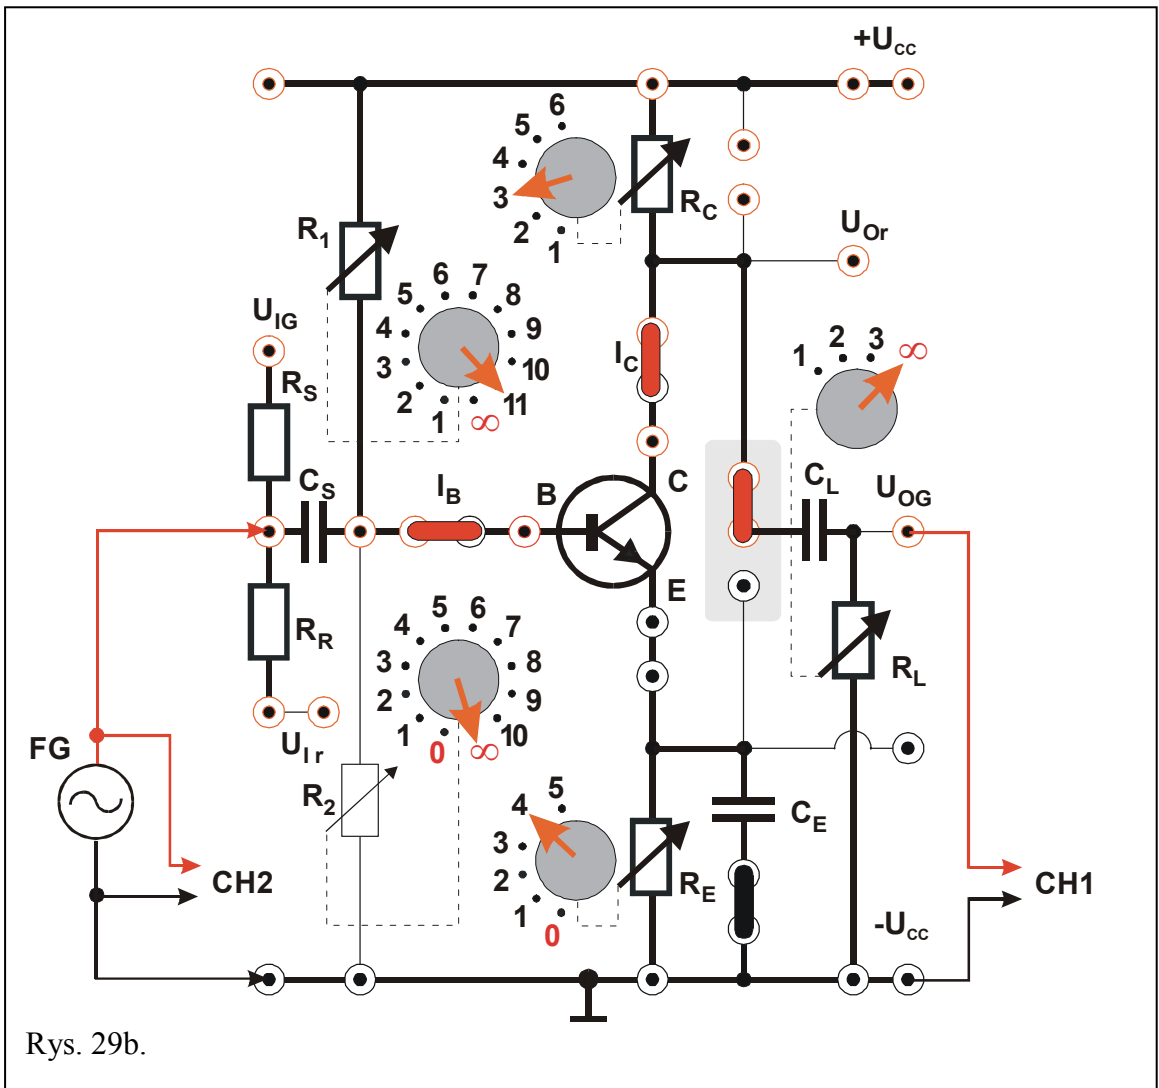 +Ucc
6
5
4
3
2
1
RC
UOr
R1
6
7
5
8
4
9
3
10
2
11
1
∞
UIG
RS
IC
2
3
∞
1
CS
IB
B
C
CL
UOG
E
RR
5
6
4
7
3
8
2
9
1
10
0
∞
RL
UIr
FG
R2
5
4
3
2
1
0
CE
RE
CH2
CH1
-Ucc
Rys. 29b.